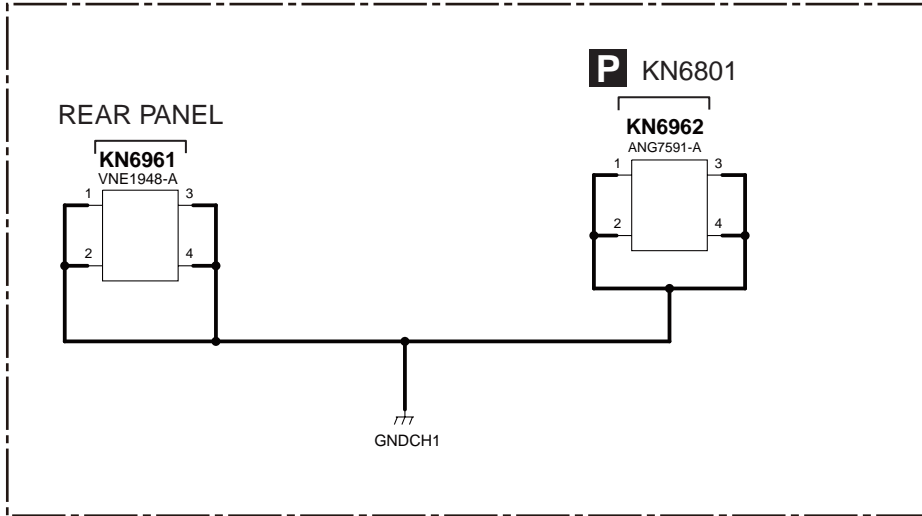 P KN6801
REAR PANEL
KN6962
ANG7591-A
KN6961
VNE1948-A
1 3
2 4
1 3
2 4
GNDCH1